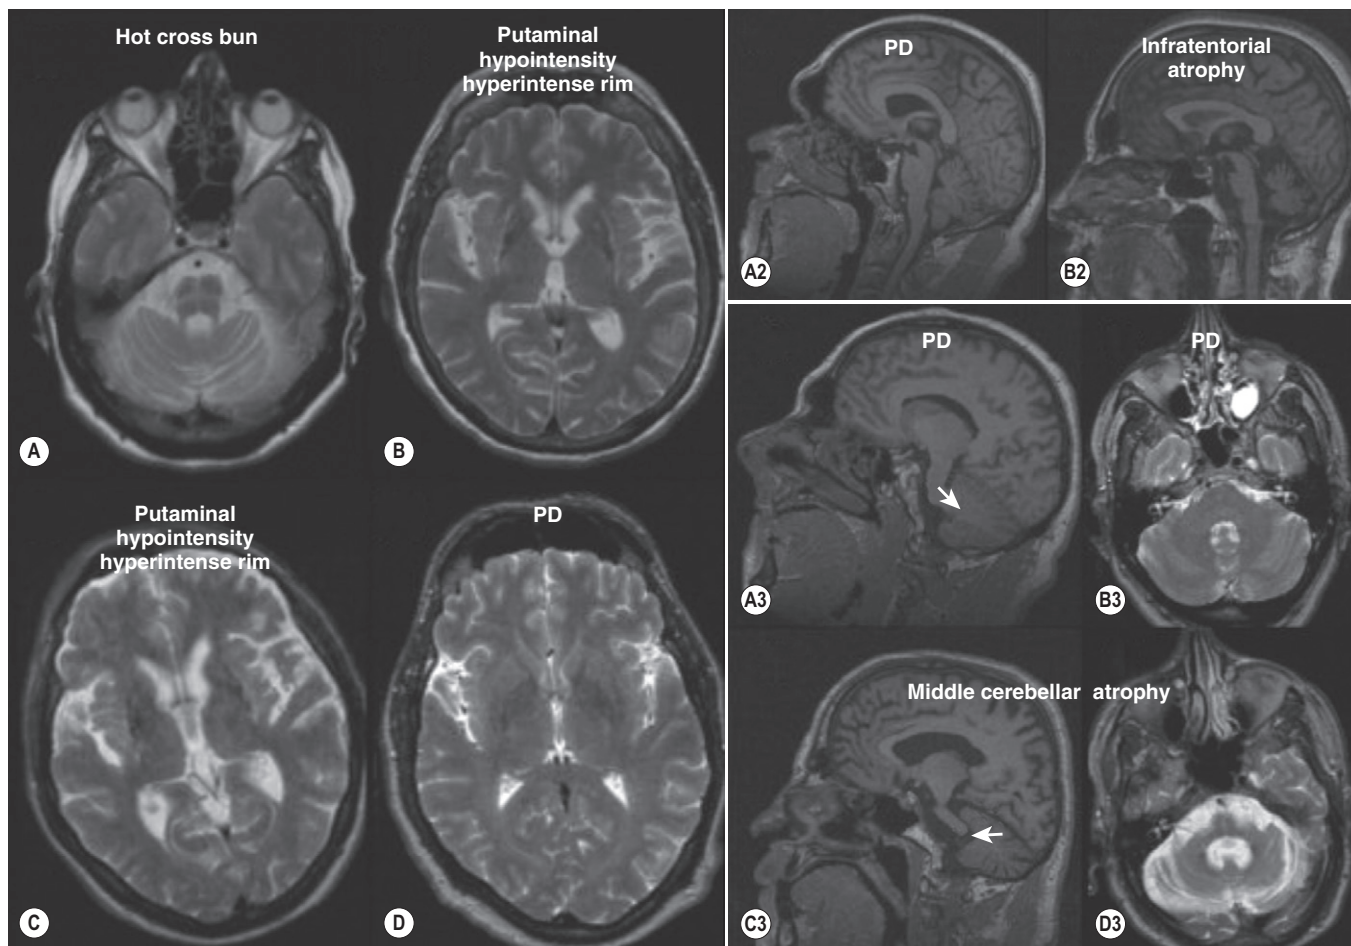 Hot cross bun
Putaminal
hypointensity
hyperintense rim
A
B
Putaminal
hypointensity
hyperintense rim
PD
C
D
PD
Infratentorial
atrophy
A2
B2
PD
PD
A3
B3
Middle cerebellar atrophy
C3
D3